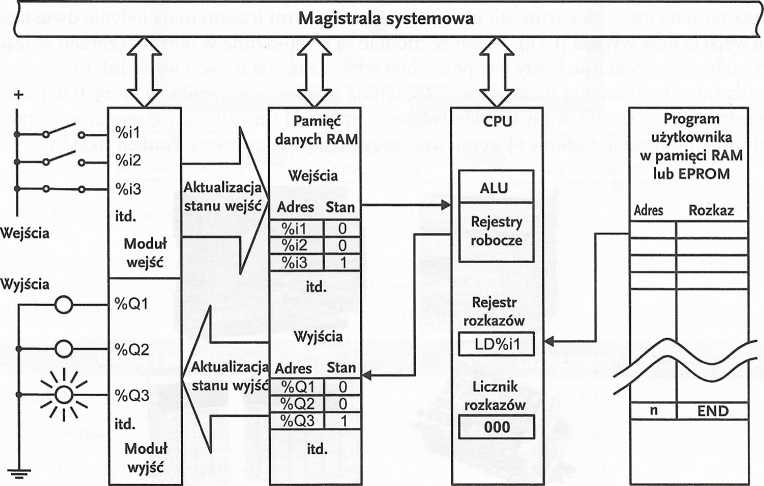 Magistrala systemowa
+
%i1
%i2
%i3
itd.
Wejścia
Moduł
wejść
Wyjścia
%Q1
%Q2
%Q3
itd.
Moduł
wyjść
Aktualizacja
stanu wejść
Aktualizacja
stanu wyjść
Pamięć
danych RAM
Wejścia
Adres Stan
%i1 0
%i2 0
%i3 1
itd.
Wyjścia
Adres Stan
%Q1 0
%Q2 0
%Q3 1
itd.
CPU
ALU
Rejestry
robocze
Rejestr
rozkazów
LD%i1
Licznik
rozkazów
000
Program
użytkownika
w pamięci RAM
lub EPROM
Adres Rozkaz
n END